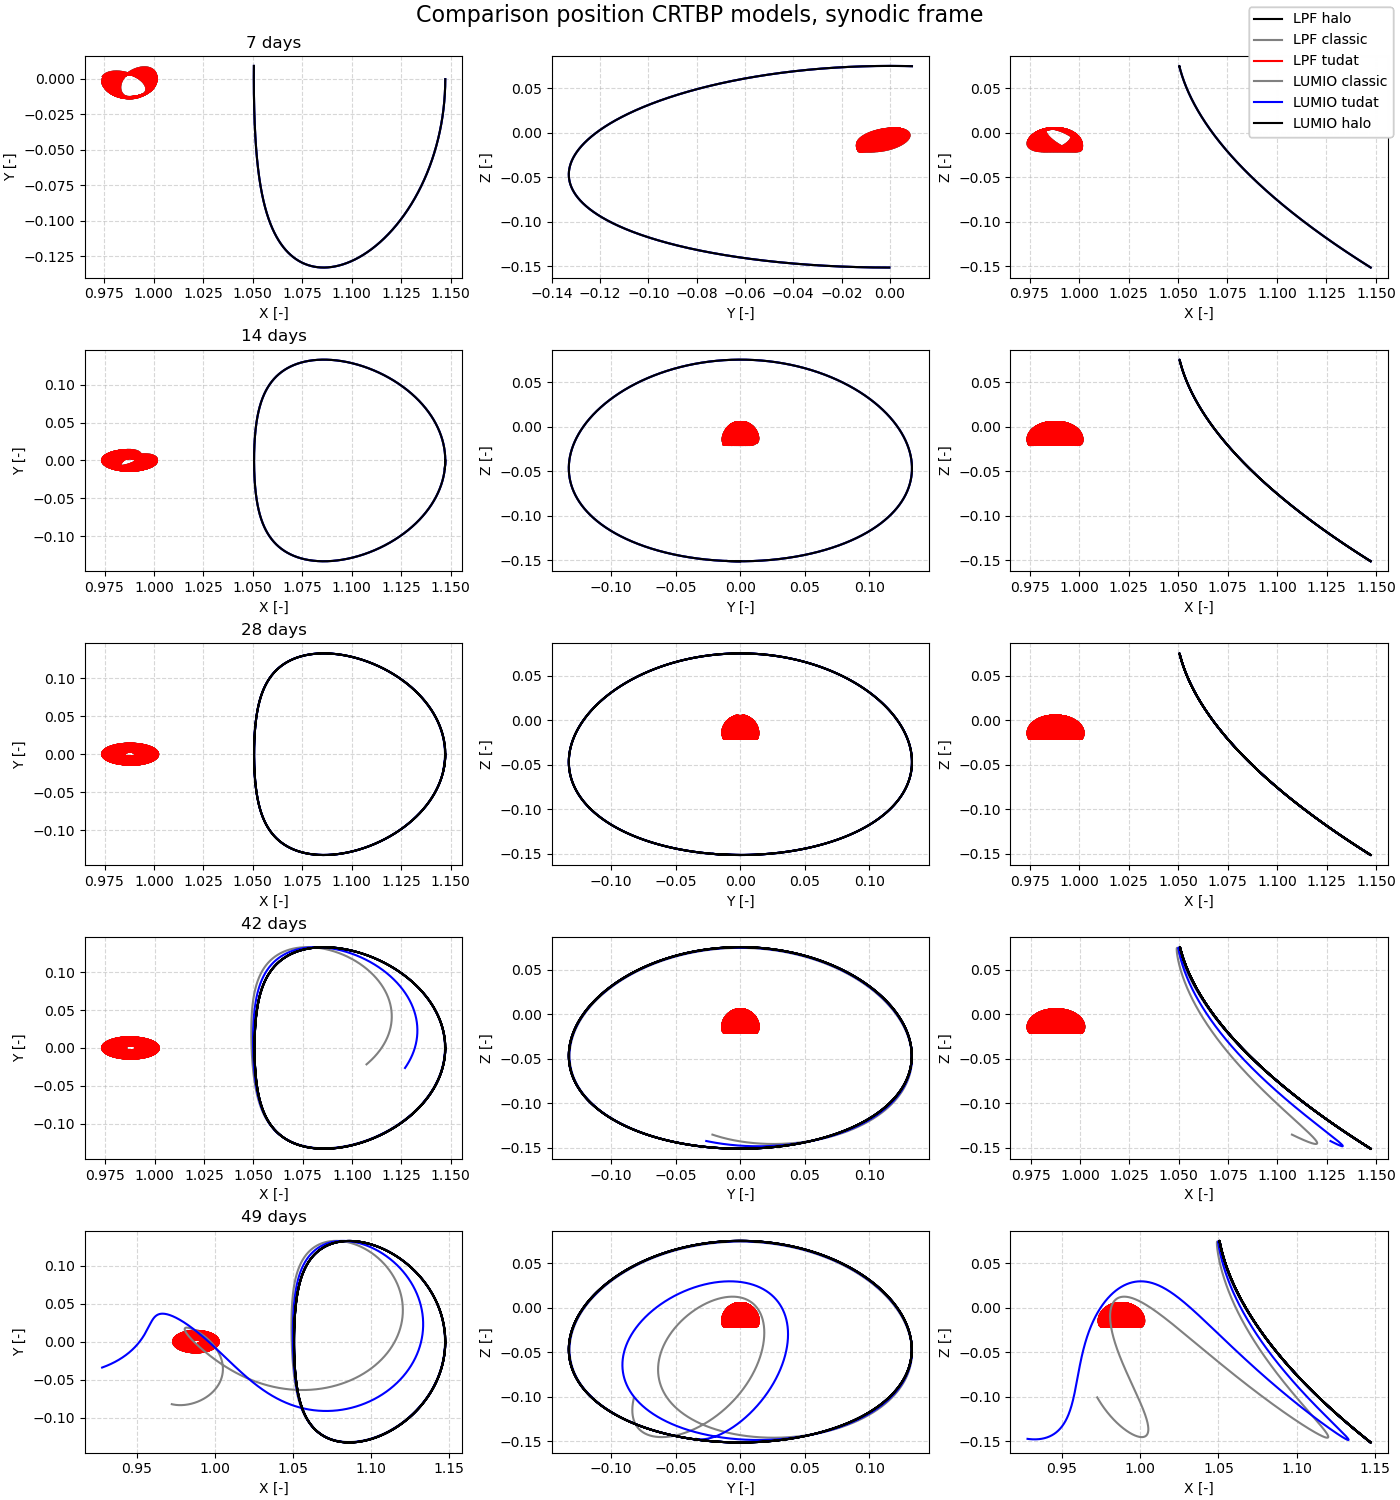 Comparison position CRTBP models, synodic frame
LPF halo
LPF classic
LPF tudat
LUMIO classic
LUMIO tudat
LUMIO halo
7 days
0.000
−0.025
−0.050
−0.075
−0.100
−0.125
Y [-]
0.975 1.000 1.025 1.050 1.075 1.100 1.125 1.150
X [-]
0.05
0.00
−0.05
−0.10
−0.15
Z [-]
−0.14 −0.12 −0.10 −0.08 −0.06 −0.04 −0.02 0.00
Y [-]
0.05
0.00
−0.05
−0.10
−0.15
Z [-]
0.975 1.000 1.025 1.050 1.075 1.100 1.125 1.150
X [-]
14 days
0.10
0.05
0.00
−0.05
−0.10
Y [-]
0.975 1.000 1.025 1.050 1.075 1.100 1.125 1.150
X [-]
0.05
0.00
−0.05
−0.10
−0.15
Z [-]
−0.10 −0.05 0.00 0.05 0.10
Y [-]
0.05
0.00
−0.05
−0.10
−0.15
Z [-]
0.975 1.000 1.025 1.050 1.075 1.100 1.125 1.150
X [-]
28 days
0.10
0.05
0.00
−0.05
−0.10
Y [-]
0.975 1.000 1.025 1.050 1.075 1.100 1.125 1.150
X [-]
0.05
0.00
−0.05
−0.10
−0.15
Z [-]
−0.10 −0.05 0.00 0.05 0.10
Y [-]
0.05
0.00
−0.05
−0.10
−0.15
Z [-]
0.975 1.000 1.025 1.050 1.075 1.100 1.125 1.150
X [-]
42 days
0.10
0.05
0.00
−0.05
−0.10
Y [-]
0.975 1.000 1.025 1.050 1.075 1.100 1.125 1.150
X [-]
0.05
0.00
−0.05
−0.10
−0.15
Z [-]
−0.10 −0.05 0.00 0.05 0.10
Y [-]
0.05
0.00
−0.05
−0.10
−0.15
Z [-]
0.975 1.000 1.025 1.050 1.075 1.100 1.125 1.150
X [-]
49 days
0.10
0.05
0.00
−0.05
−0.10
Y [-]
0.95 1.00 1.05 1.10 1.15
X [-]
0.05
0.00
−0.05
−0.10
−0.15
Z [-]
−0.10 −0.05 0.00 0.05 0.10
Y [-]
0.05
0.00
−0.05
−0.10
−0.15
Z [-]
0.95 1.00 1.05 1.10 1.15
X [-]